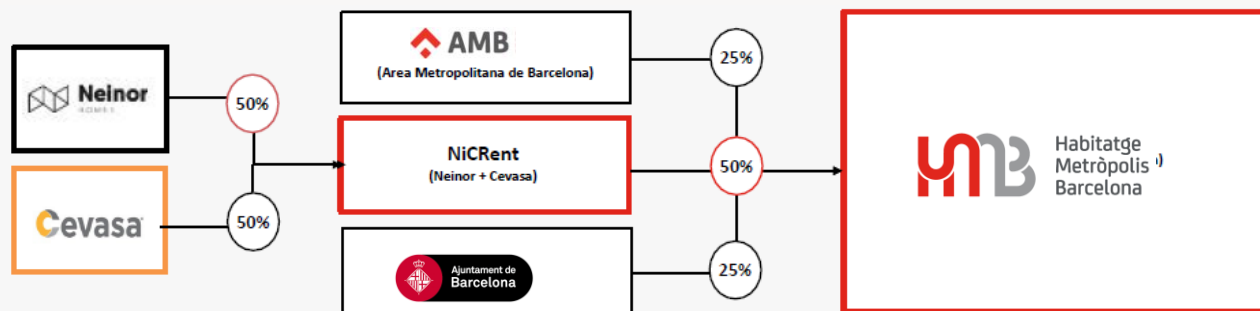 Neinor
HOMES
50%
Cevasa
50%
AMB
(Area Metropolitana de Barcelona)
25%
NiCRent
(Neinor + Cevasa)
50%
Ajuntament de
Barcelona
25%
HMB
Habitatge
Metròpolis
Barcelona